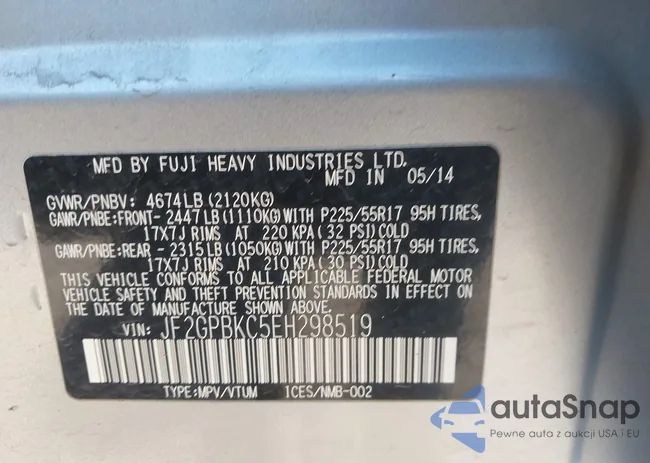 MFD BY FUJI HEAVY INDUSTRIES LTD.
MFD IN 05/14
GVWR/PNBV: 4674LB(2120KG)
GAWR/PNBE:FRONT-2447LB(1110KG)WITH P225/55R17 95H TIRES,
17X7J RIMS AT 220 KPA(32 PSI)COLD
GAWR/PNBE:REAR -2315LB(1050KG)WITH P225/55R17 95H TIRES,
17X7J RIMS AT 210 KPA(30 PSI)COLD
THIS VEHICLE CONFORMS TO ALL APPLICABLE FEDERAL MOTOR
VEHICLE SAFETY AND THEFT PREVENTION STANDARDS IN EFFECT ON THE
DATE OF MANUFACTURE SHOWN ABOVE.
VIN: JF2GPBKC5EH298519
TYPE:MPV/VTUM ICES/NMB-002
autaSnap
Pewne auta z aukcji USA i EU